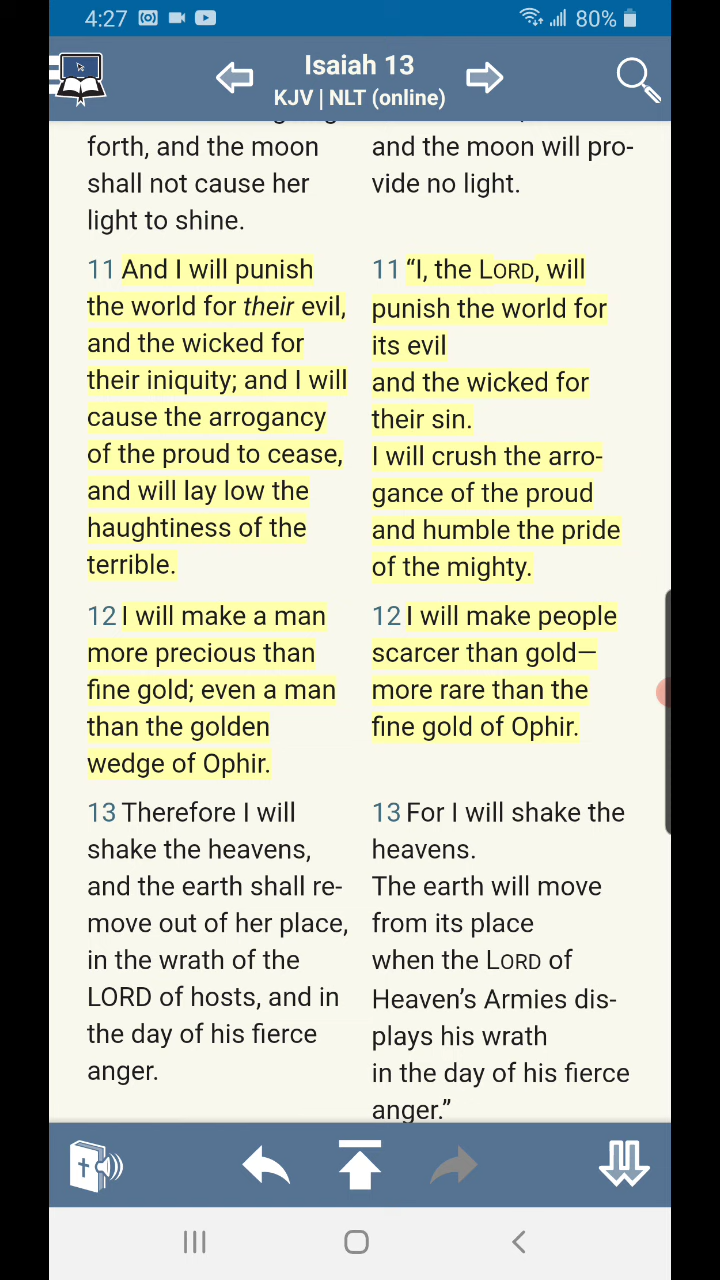 4:27 80%
Isaiah 13
KJV | NLT (online)
forth, and the moon
shall not cause her
light to shine.
11 And I will punish
the world for their evil,
and the wicked for
their iniquity; and I will
cause the arrogancy
of the proud to cease,
and will lay low the
haughtiness of the
terrible.
12 I will make a man
more precious than
fine gold; even a man
than the golden
wedge of Ophir.
13 Therefore I will
shake the heavens,
and the earth shall re-
move out of her place,
in the wrath of the
LORD of hosts, and in
the day of his fierce
anger.
and the moon will pro-
vide no light.
11 “I, the LORD, will
punish the world for
its evil
and the wicked for
their sin.
I will crush the arro-
gance of the proud
and humble the pride
of the mighty.
12 I will make people
scarcer than gold—
more rare than the
fine gold of Ophir.
13 For I will shake the
heavens.
The earth will move
from its place
when the LORD of
Heaven’s Armies dis-
plays his wrath
in the day of his fierce
anger.”